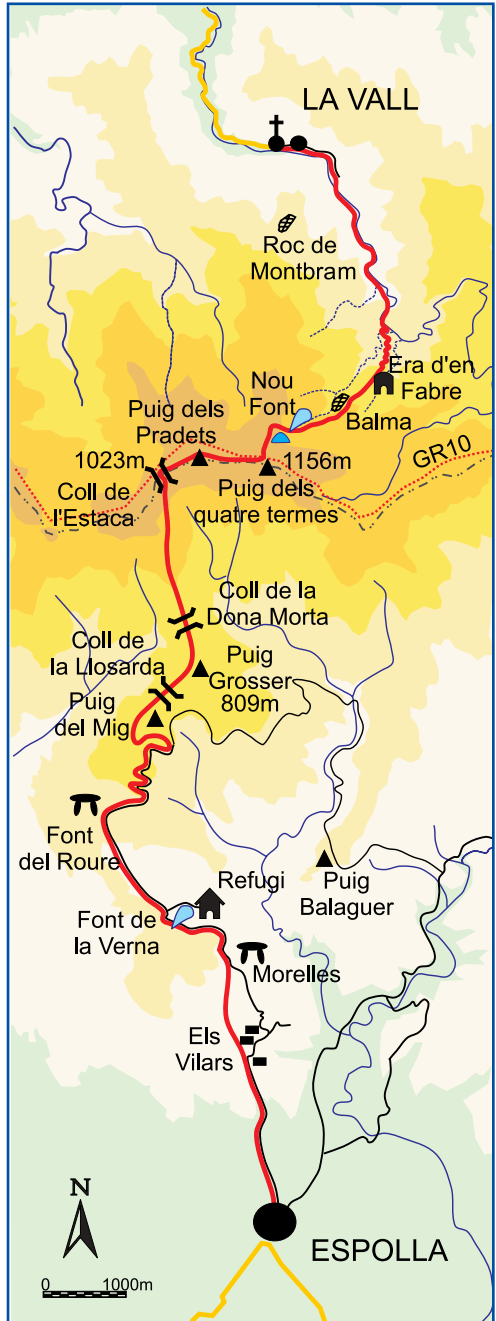 LA VALL
Roc de
Montbram
Era d'en
Fabre
Nou
Font
Balma
Puig dels
Pradets
1023m
1156m
GR10
Coll de
l'Estaca
Puig dels
quatre termes
Coll de la
Dona Morta
Coll de
la Llosarda
Puig
Grosser
809m
Puig
del Mig
Font
del Roure
Refugi
Puig
Balaguer
Font de
la Verna
Morelles
Els
Vilars
N
ESPOLLA
0 1000m